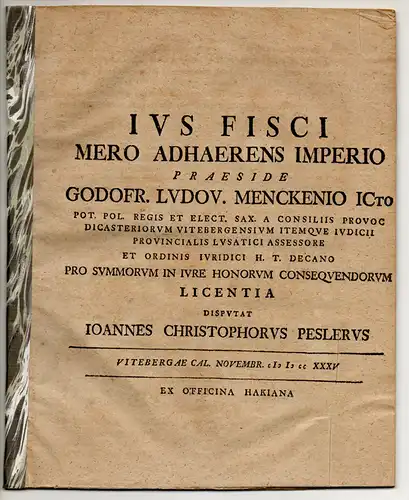 IVS FISCI
MERO ADHAERENS IMPERIO
PRAESIDE
GODOFR. LVDOV. MENCKENIO ICTO
POT. POL. REGIS ET ELECT. SAX. A CONSILIIS PROVOC
DICASTERIORVM VITEBERGENSIVM ITEMQVE IVDICII
PROVINCIALIS LVSATICI ASSESSORE
ET ORDINIS IVRIDICI H. T. DECANO
PRO SVMMORVM IN IVRE HONORVM CONSEQVENDORVM
LICENTIA
DISPVTAT
IOANNES CHRISTOPHORVS PESLERVS
VITEBERGAE CAL. NOVEMBR. cIɔ Iɔ cc XXXV
EX OFFICINA HAKIANA